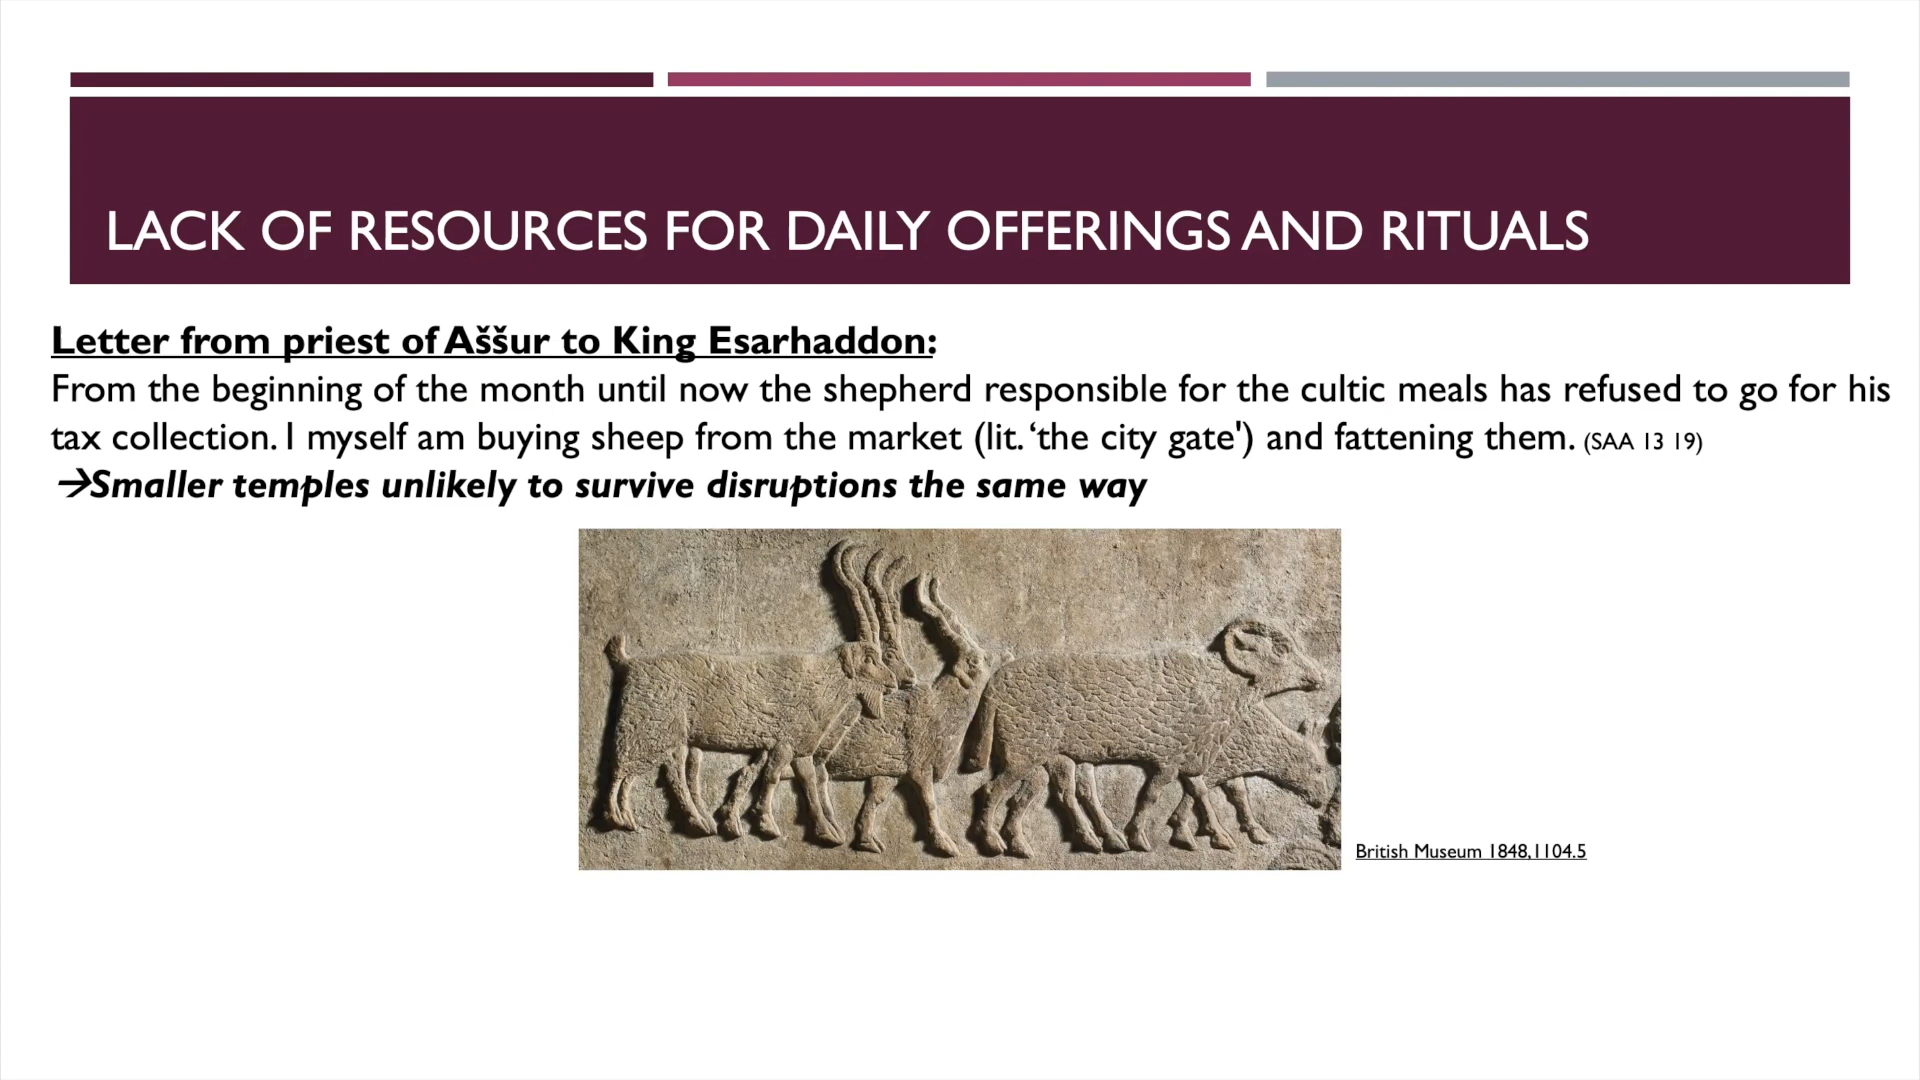 LACK OF RESOURCES FOR DAILY OFFERINGS AND RITUALS
Letter from priest of Aššur to King Esarhaddon:
From the beginning of the month until now the shepherd responsible for the cultic meals has refused to go for his
tax collection. I myself am buying sheep from the market (lit. ‘the city gate') and fattening them. (SAA 13 19)
→Smaller temples unlikely to survive disruptions the same way
British Museum 1848,1104.5